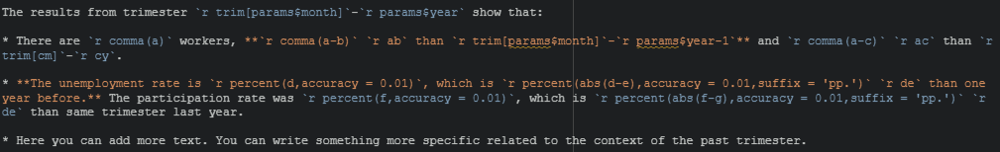 The results from trimester `r trim[params$month]`-`r params$year` show that:
* There are `r comma(a)` workers, **`r comma(a-b)` `r ab` than `r trim[params$month]`-`r params$year-1`** and `r comma(a-c)` `r ac` than `r
trim[cm]`-`r cy`.
* **The unemployment rate is `r percent(d,accuracy = 0.01)`, which is `r percent(abs(d-e),accuracy = 0.01,suffix = 'pp.')` `r de` than one
year before.** The participation rate was `r percent(f,accuracy = 0.01)`, which is `r percent(abs(f-g),accuracy = 0.01,suffix = 'pp.')` `r
de` than same trimester last year.
* Here you can add more text. You can write something more specific related to the context of the past trimester.